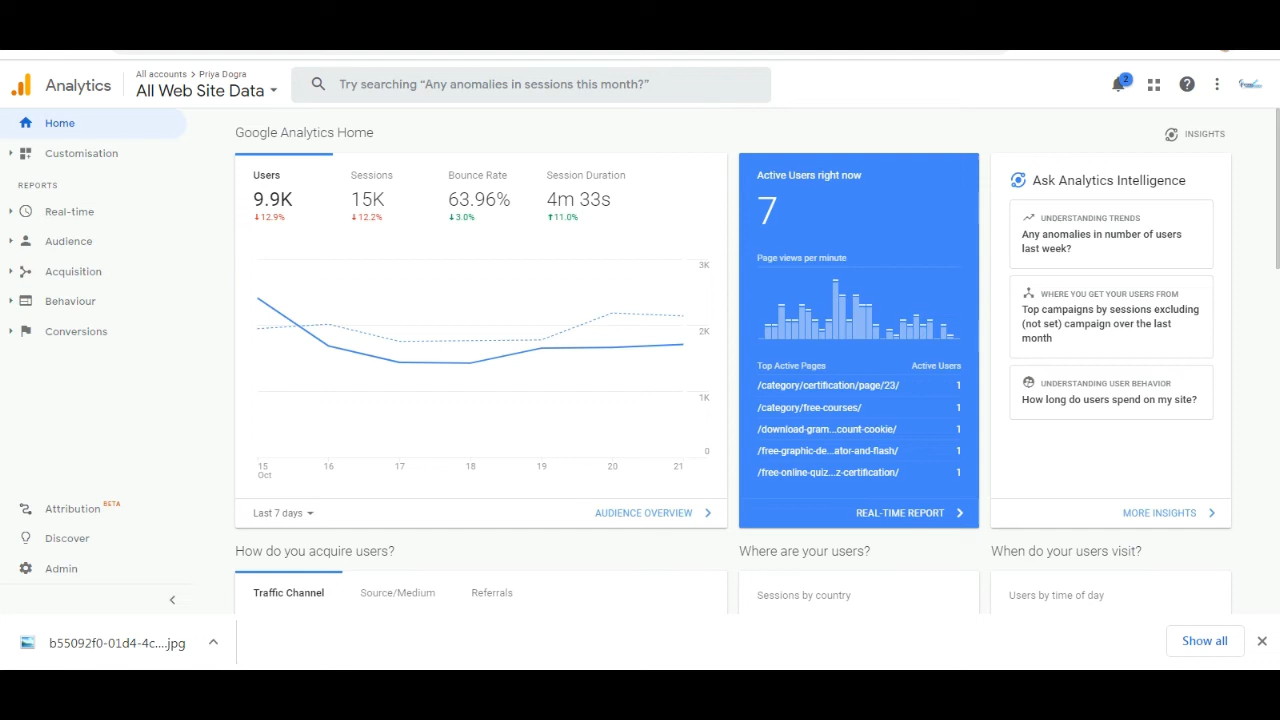 Analytics
All accounts > Priya Dogra
All Web Site Data
Try searching “Any anomalies in sessions this month?”
2
Home
Customisation
REPORTS
Real-time
Audience
Acquisition
Behaviour
Conversions
Attribution BETA
Discover
Admin
Google Analytics Home
INSIGHTS
Users
9.9K
12.9%
Sessions
15K
12.2%
Bounce Rate
63.96%
3.0%
Session Duration
4m 33s
11.0%
3K
2K
1K
0
15 16 17 18 19 20 21
Oct
Last 7 days
AUDIENCE OVERVIEW
Active Users right now
7
Page views per minute
Top Active Pages Active Users
/category/certification/page/23/ 1
/category/free-courses/ 1
/download-gram...count-cookie/ 1
/free-graphic-de...ator-and-flash/ 1
/free-online-quiz...z-certification/ 1
REAL-TIME REPORT
Ask Analytics Intelligence
UNDERSTANDING TRENDS
Any anomalies in number of users
last week?
WHERE YOU GET YOUR USERS FROM
Top campaigns by sessions excluding
(not set) campaign over the last
month
UNDERSTANDING USER BEHAVIOR
How long do users spend on my site?
MORE INSIGHTS
How do you acquire users?
Traffic Channel Source/Medium Referrals
Where are your users?
Sessions by country
When do your users visit?
Users by time of day
b55092f0-01d4-4c....jpg
Show all